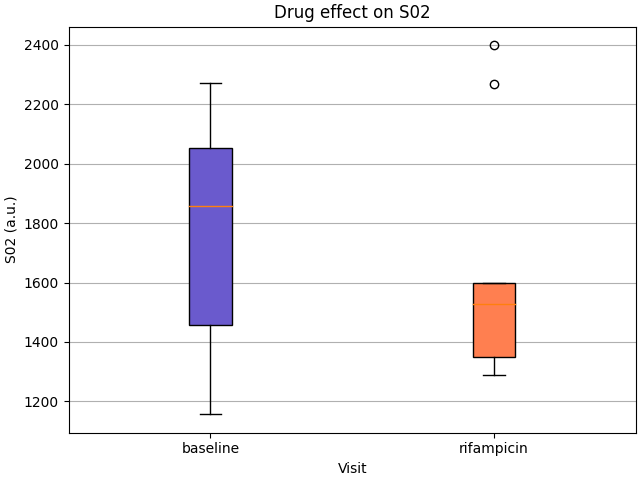 Drug effect on S02
2400
2200
2000
1800
1600
1400
1200
S02 (a.u.)
baseline
rifampicin
Visit